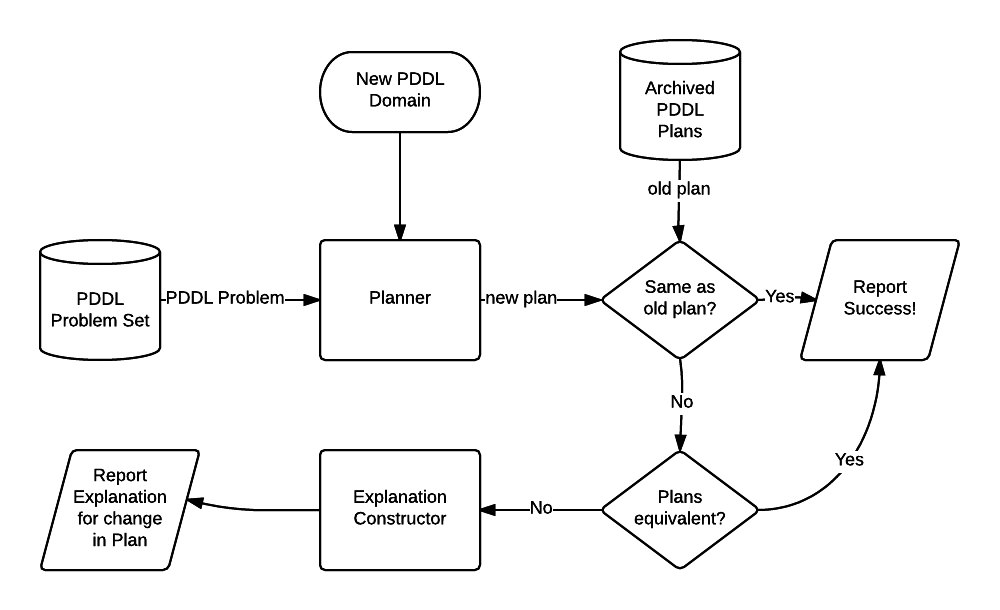 New PDDL
Domain
Archived
PDDL
Plans
old plan
PDDL
Problem Set
PDDL Problem
Planner
new plan
Same as
old plan?
Yes
Report
Success!
No
Yes
Report
Explanation
for change
in Plan
Explanation
Constructor
No
Plans
equivalent?